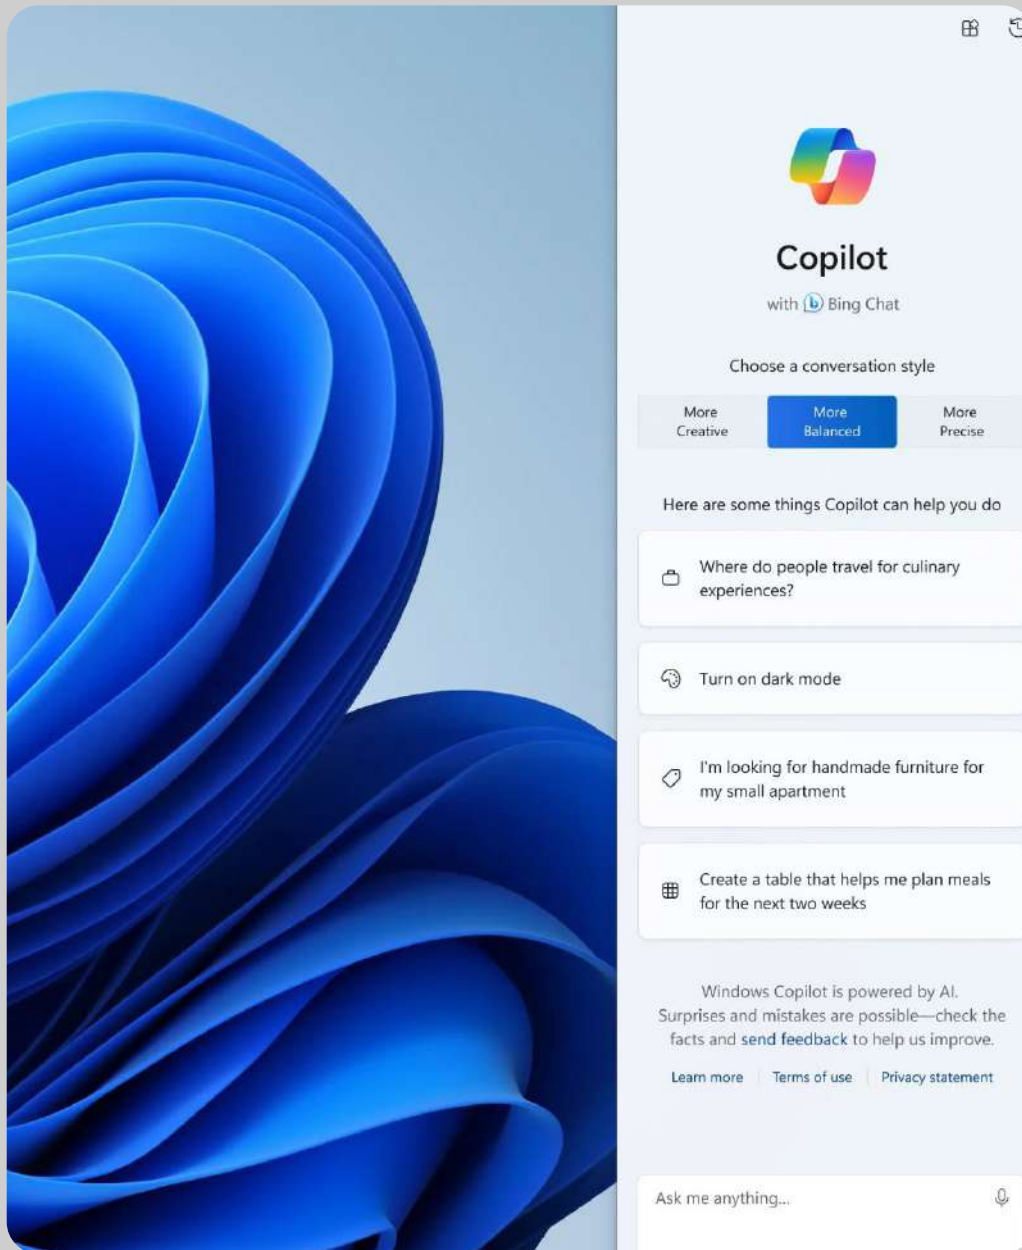 Copilot
with b Bing Chat
Choose a conversation style
More
Creative
More
Balanced
More
Precise
Here are some things Copilot can help you do
Where do people travel for culinary
experiences?
Turn on dark mode
I'm looking for handmade furniture for
my small apartment
Create a table that helps me plan meals
for the next two weeks
Windows Copilot is powered by AI.
Surprises and mistakes are possible—check the
facts and send feedback to help us improve.
Learn more Terms of use Privacy statement
Ask me anything...